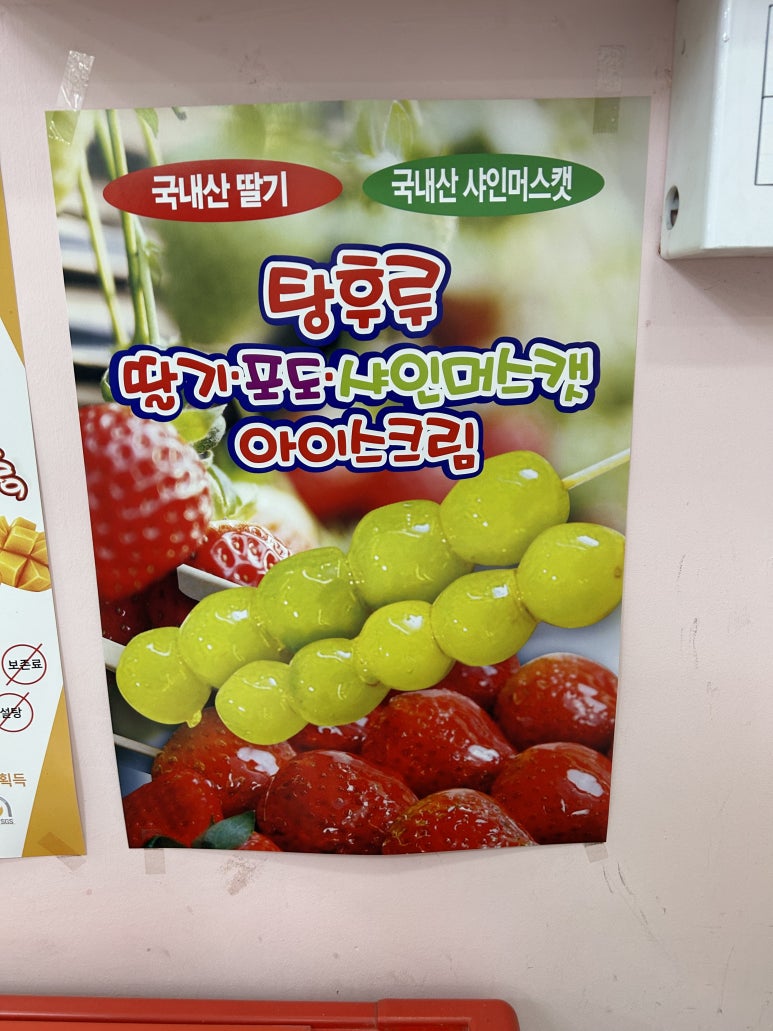 국내산 딸기
국내산 샤인머스캣
탕후루
딸기·포도·샤인머스캣
아이스크림
보존료
설탕
획득
SGS